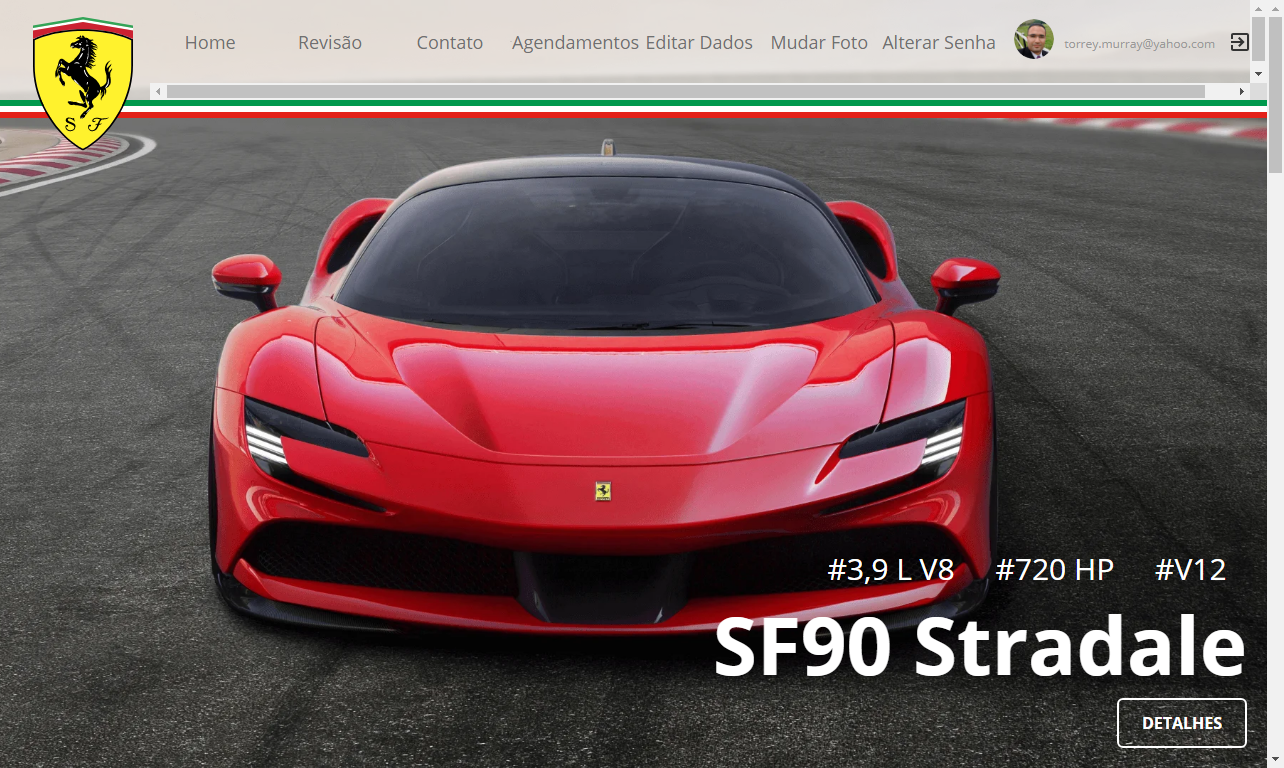 Home Revisão Contato Agendamentos Editar Dados Mudar Foto Alterar Senha torrey.murray@yahoo.com
S F
#3,9 L V8 #720 HP #V12
SF90 Stradale
DETALHES